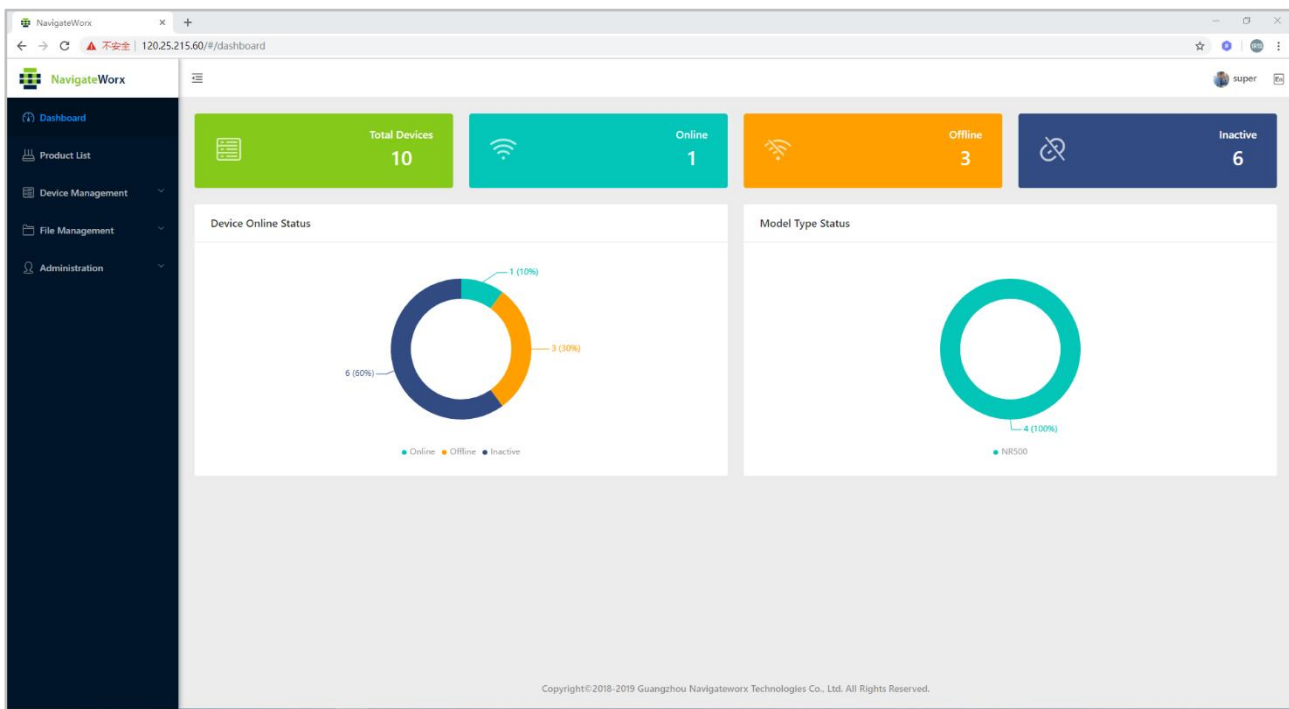 NavigateWorx
不安全 | 120.25.215.60/#/dashboard
NavigateWorx
super
En
Dashboard
Product List
Device Management
File Management
Administration
Total Devices
10
Online
1
Offline
3
Inactive
6
Device Online Status
1 (10%)
3 (30%)
6 (60%)
Online Offline Inactive
Model Type Status
4 (100%)
NR500
Copyright©2018-2019 Guangzhou Navigateworx Technologies Co., Ltd. All Rights Reserved.